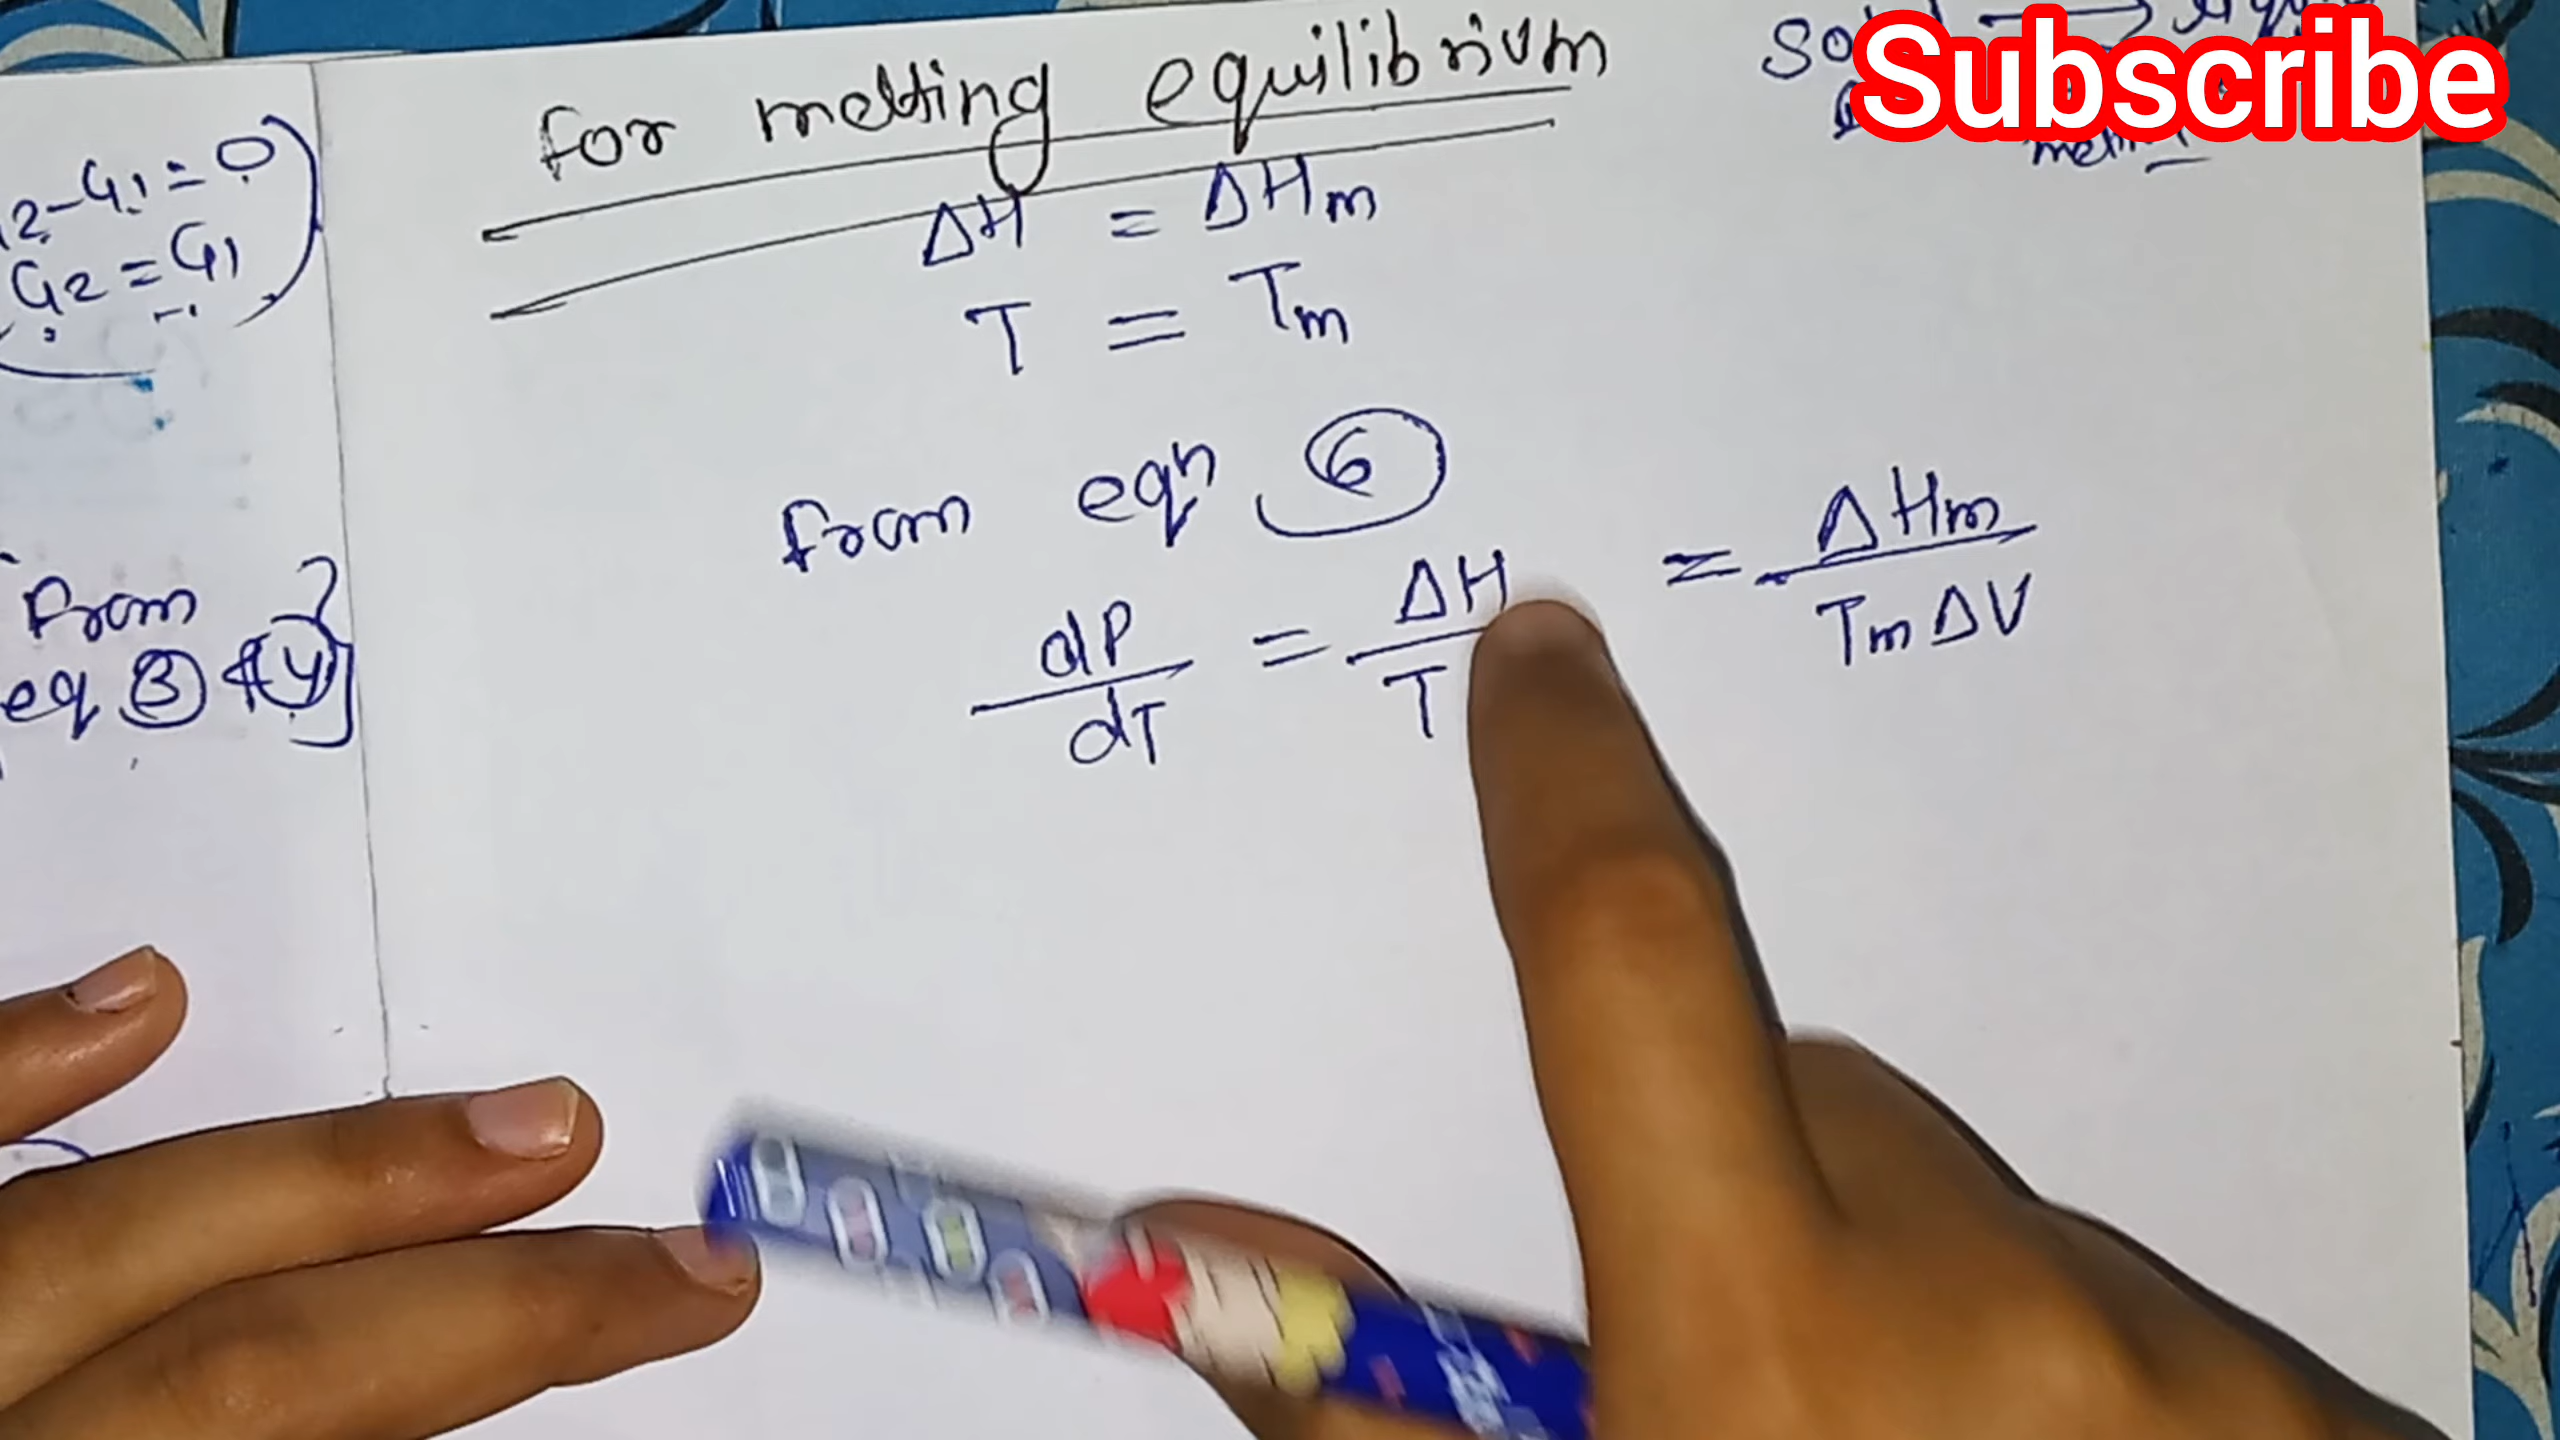 for melting equilibrium
Subscribe
ΔH = ΔHm
T = Tm
2-G1=0
G2 = G1
from eqn 6
dP/dT = ΔH/T = ΔHm/TmΔV
From
eq 3 & 4